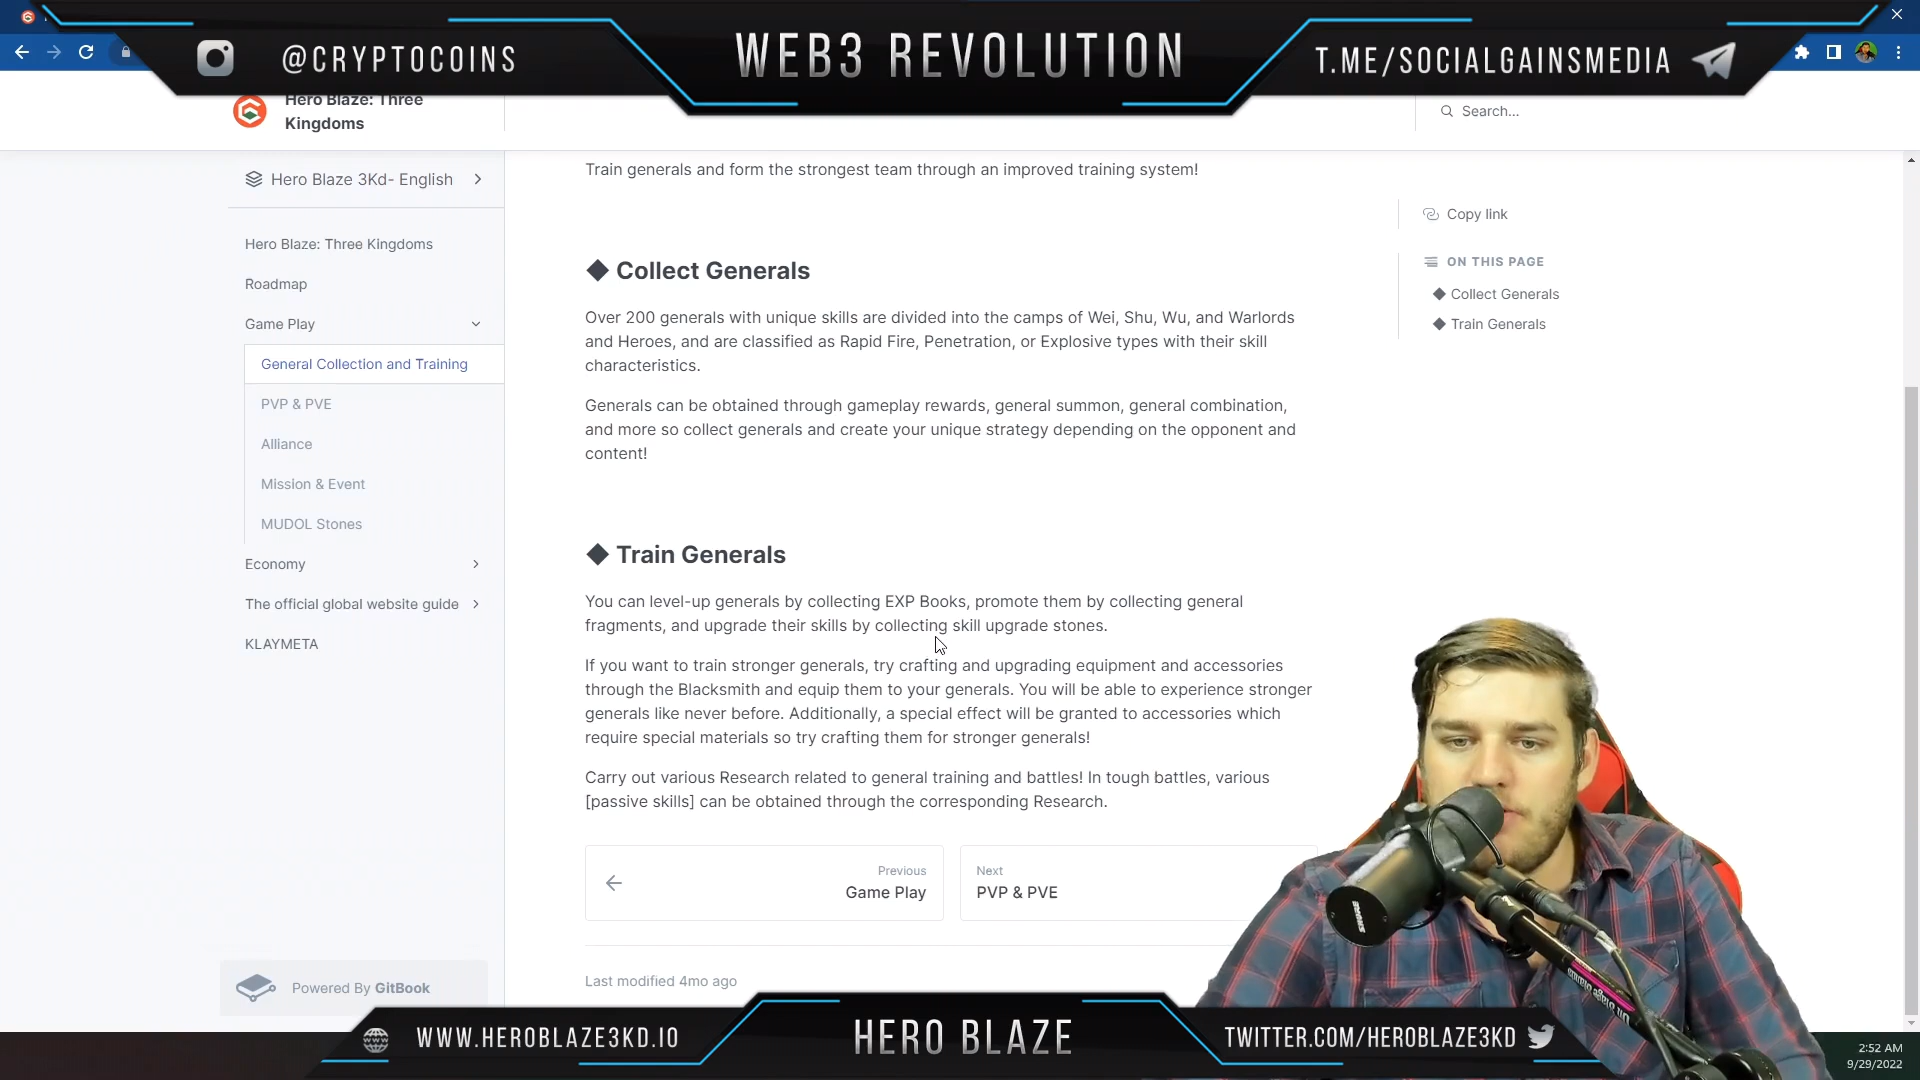 @CRYPTOCOINS
WEB3 REVOLUTION
T.ME/SOCIALGAINSMEDIA
Hero Blaze: Three
Kingdoms
Search...
Hero Blaze 3Kd- English
Hero Blaze: Three Kingdoms
Roadmap
Game Play
General Collection and Training
PVP & PVE
Alliance
Mission & Event
MUDOL Stones
Economy
The official global website guide
KLAYMETA
Powered By GitBook
Train generals and form the strongest team through an improved training system!
◆ Collect Generals
Over 200 generals with unique skills are divided into the camps of Wei, Shu, Wu, and Warlords
and Heroes, and are classified as Rapid Fire, Penetration, or Explosive types with their skill
characteristics.
Generals can be obtained through gameplay rewards, general summon, general combination,
and more so collect generals and create your unique strategy depending on the opponent and
content!
◆ Train Generals
You can level-up generals by collecting EXP Books, promote them by collecting general
fragments, and upgrade their skills by collecting skill upgrade stones.
If you want to train stronger generals, try crafting and upgrading equipment and accessories
through the Blacksmith and equip them to your generals. You will be able to experience stronger
generals like never before. Additionally, a special effect will be granted to accessories which
require special materials so try crafting them for stronger generals!
Carry out various Research related to general training and battles! In tough battles, various
[passive skills] can be obtained through the corresponding Research.
Previous
Game Play
Next
PVP & PVE
Last modified 4mo ago
Copy link
ON THIS PAGE
◆ Collect Generals
◆ Train Generals
SHURE
WWW.HEROBLAZE3KD.IO
HERO BLAZE
TWITTER.COM/HEROBLAZE3KD
2:52 AM
9/29/2022